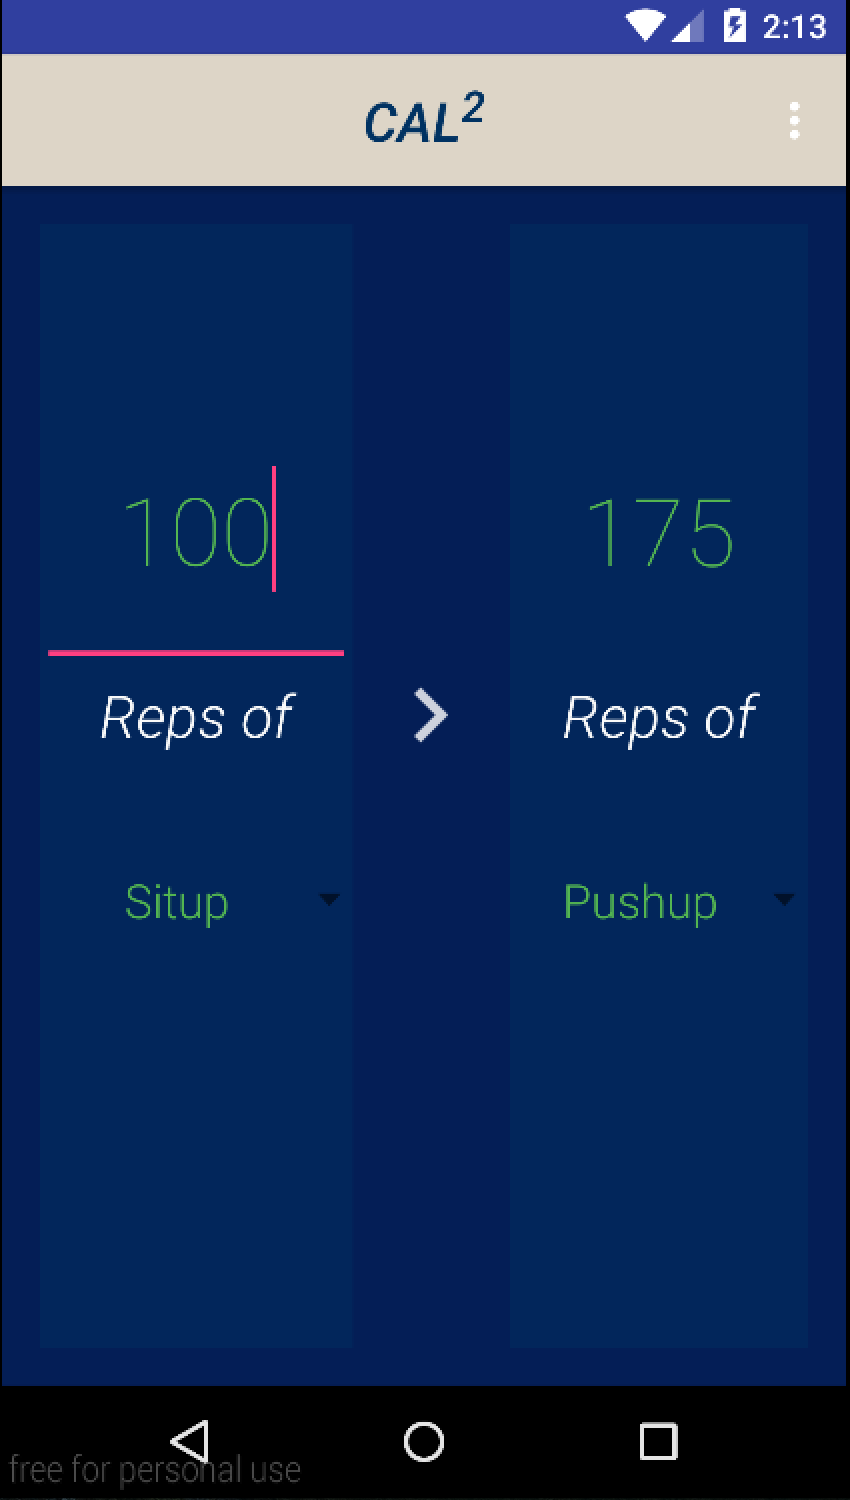 2:13
CAL²
100
175
Reps of
Reps of
Situp
Pushup
free for personal use